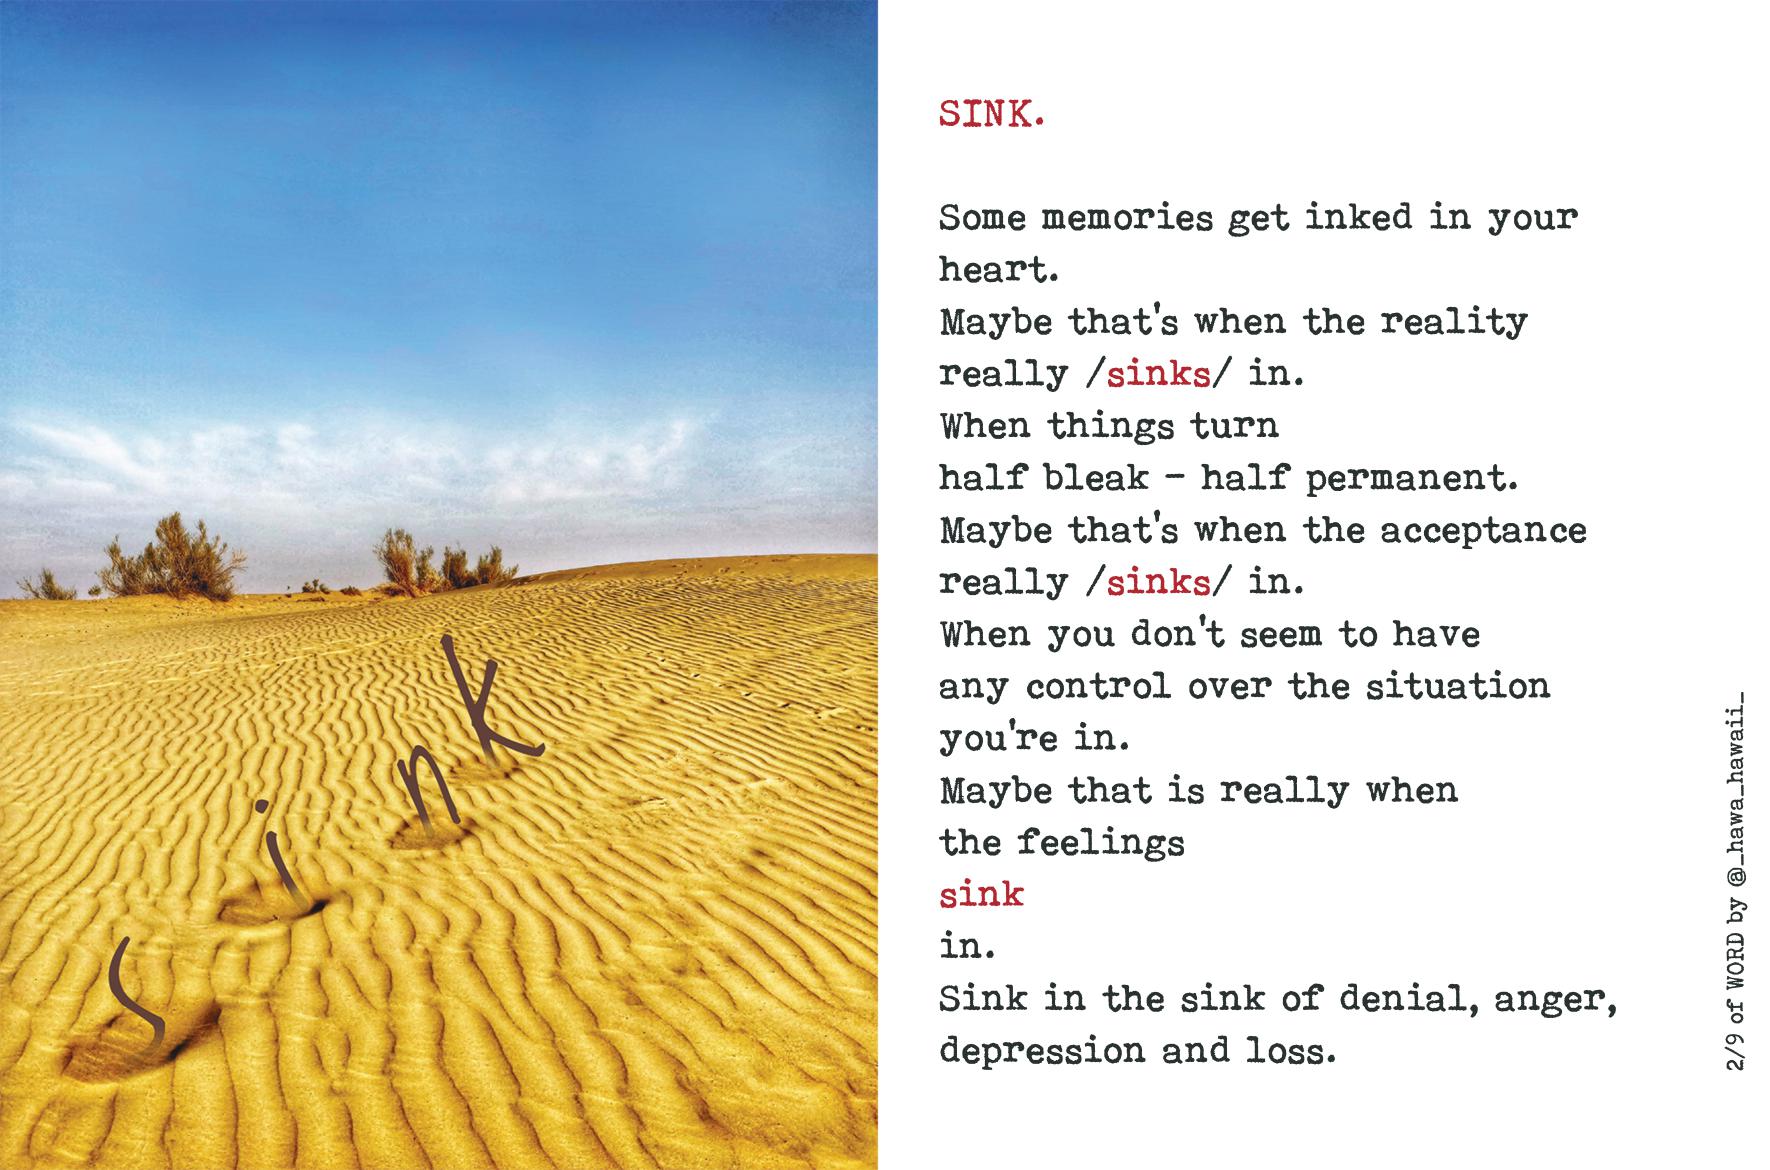 s i n k
SINK.
Some memories get inked in your
heart.
Maybe that's when the reality
really /sinks/ in.
When things turn
half bleak - half permanent.
Maybe that's when the acceptance
really /sinks/ in.
When you don't seem to have
any control over the situation
you're in.
Maybe that is really when
the feelings
sink
in.
Sink in the sink of denial, anger,
depression and loss.
2/9 of WORD by @_hawa_hawaii_